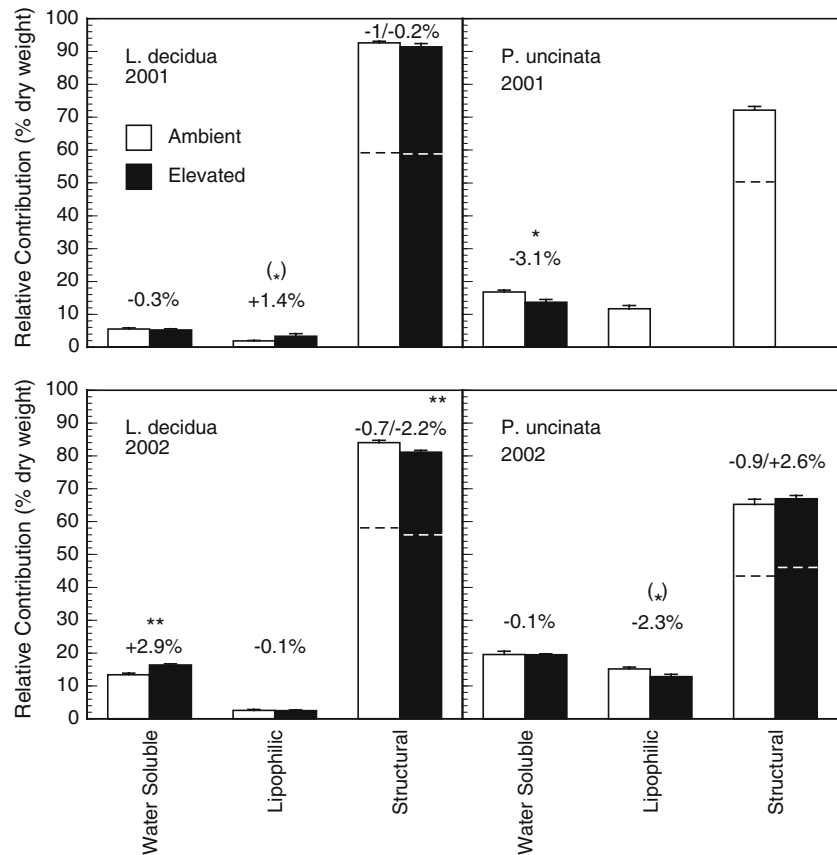 Relative Contribution (% dry weight)
100
90
80
70
60
50
40
30
20
10
0
L. decidua
2001
Ambient
Elevated
-0.3%
(*)
+1.4%
-1/-0.2%
P. uncinata
2001
*
-3.1%
Relative Contribution (% dry weight)
100
90
80
70
60
50
40
30
20
10
0
L. decidua
2002
**
+2.9%
-0.1%
**
-0.7/-2.2%
P. uncinata
2002
-0.1%
(*)
-2.3%
-0.9/+2.6%
Water Soluble
Lipophilic
Structural
Water Soluble
Lipophilic
Structural